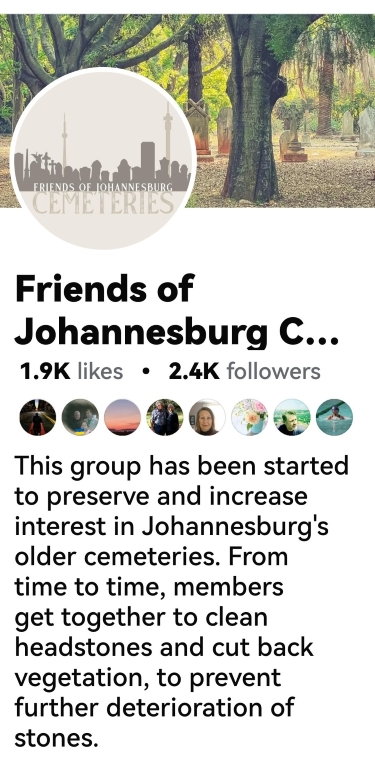 FRIENDS OF JOHANNESBURG
CEMETERIES
Friends of
Johannesburg C...
1.9K likes • 2.4K followers
This group has been started
to preserve and increase
interest in Johannesburg's
older cemeteries. From
time to time, members
get together to clean
headstones and cut back
vegetation, to prevent
further deterioration of
stones.